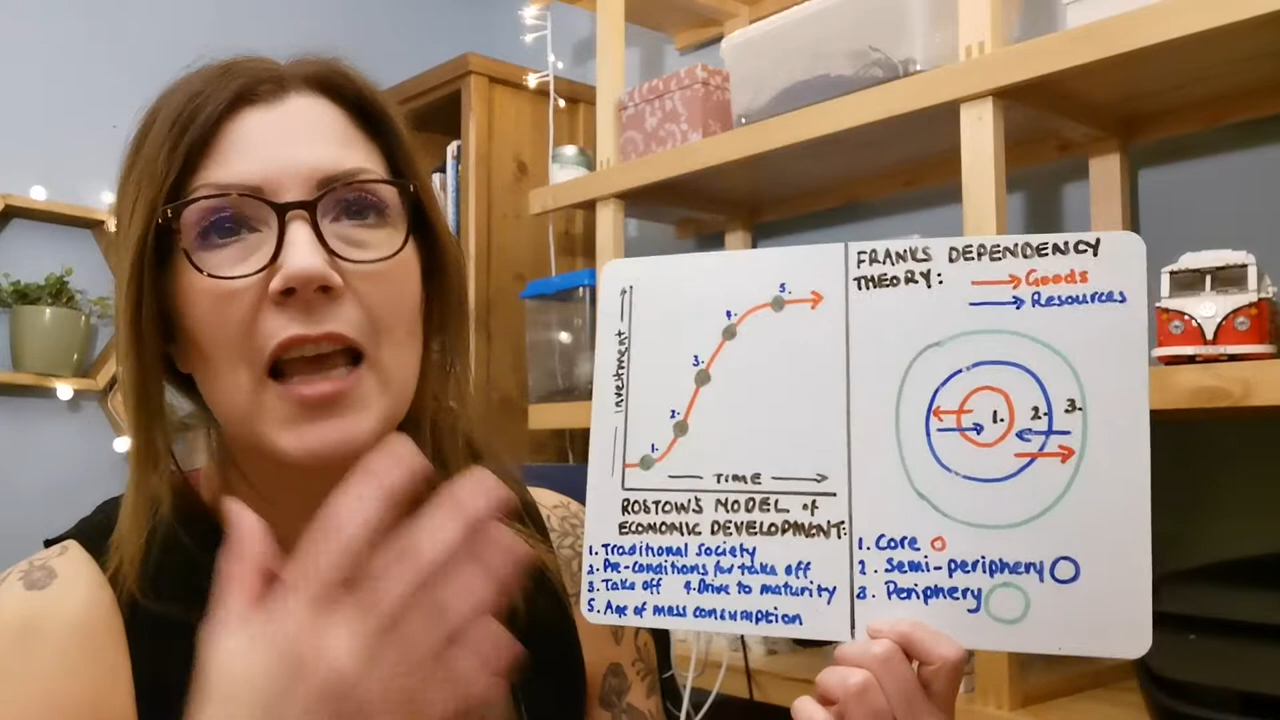 5.
4.
3.
2.
1.
Investment
TIME
ROSTOW'S MODEL of
ECONOMIC DEVELOPMENT:
1. Traditional society
2. Pre-conditions for take off
3. Take off 4. Drive to maturity
5. Age of mass consumption
FRANKS DEPENDENCY
THEORY:
Goods
Resources
1. 2. 3.
1. Core
2. Semi-periphery
3. Periphery